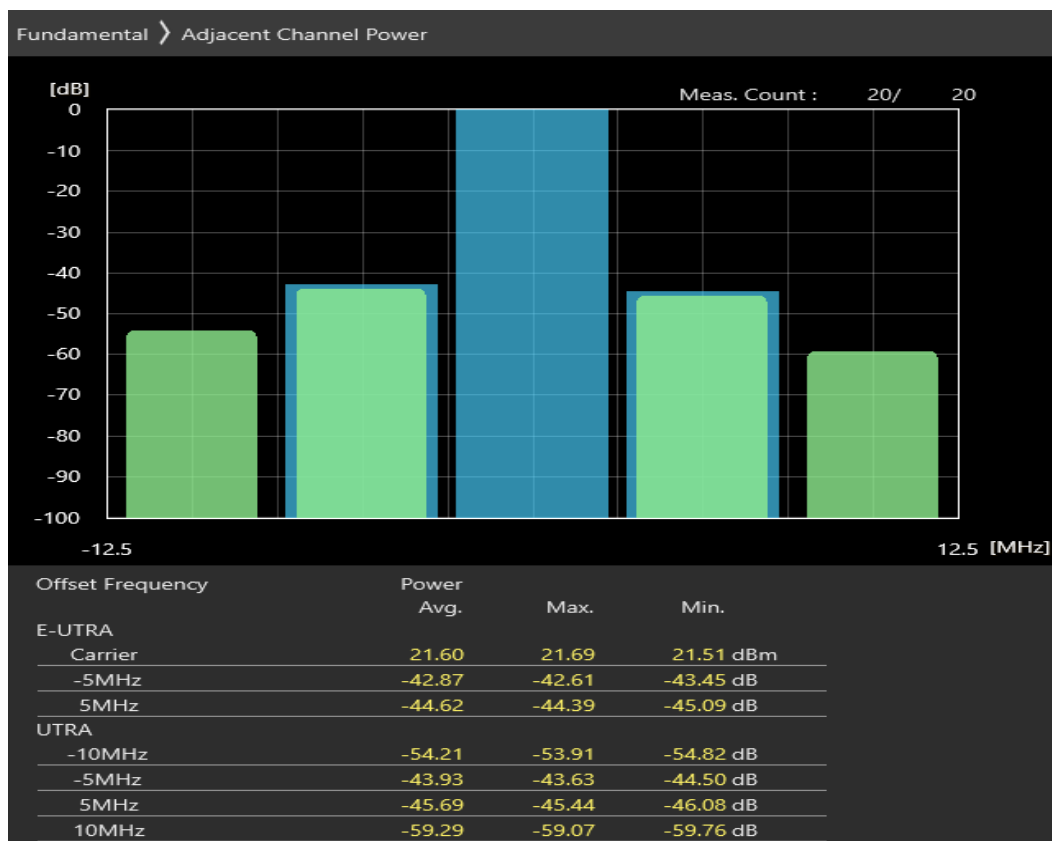 Fundamental ❯ Adjacent Channel Power
[dB]
Meas. Count : 20/ 20
0
-10
-20
-30
-40
-50
-60
-70
-80
-90
-100
-12.5 12.5 [MHz]
Offset Frequency Power
Avg. Max. Min.
E-UTRA
Carrier 21.60 21.69 21.51 dBm
-5MHz -42.87 -42.61 -43.45 dB
5MHz -44.62 -44.39 -45.09 dB
UTRA
-10MHz -54.21 -53.91 -54.82 dB
-5MHz -43.93 -43.63 -44.50 dB
5MHz -45.69 -45.44 -46.08 dB
10MHz -59.29 -59.07 -59.76 dB